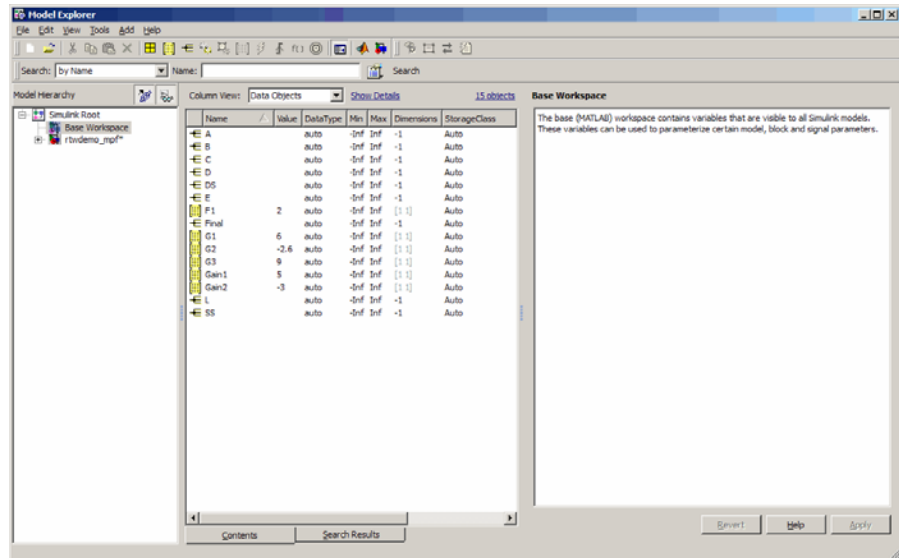 Model Explorer
File Edit View Tools Add Help
Search: by Name Name: Search
Model Hierarchy
Simulink Root
Base Workspace
rtwdemo_mpf*
Column View: Data Objects Show Details 15 objects
Name Value DataType Min Max Dimensions StorageClass
A auto -Inf Inf -1 Auto
B auto -Inf Inf -1 Auto
C auto -Inf Inf -1 Auto
D auto -Inf Inf -1 Auto
DS auto -Inf Inf -1 Auto
E auto -Inf Inf -1 Auto
F1 2 auto -Inf Inf [1 1] Auto
Final auto -Inf Inf -1 Auto
G1 6 auto -Inf Inf [1 1] Auto
G2 -2.6 auto -Inf Inf [1 1] Auto
G3 9 auto -Inf Inf [1 1] Auto
Gain1 5 auto -Inf Inf [1 1] Auto
Gain2 -3 auto -Inf Inf [1 1] Auto
L auto -Inf Inf -1 Auto
SS auto -Inf Inf -1 Auto
Contents Search Results
Base Workspace
The base (MATLAB) workspace contains variables that are visible to all Simulink models.
These variables can be used to parameterize certain model, block and signal parameters.
Revert Help Apply